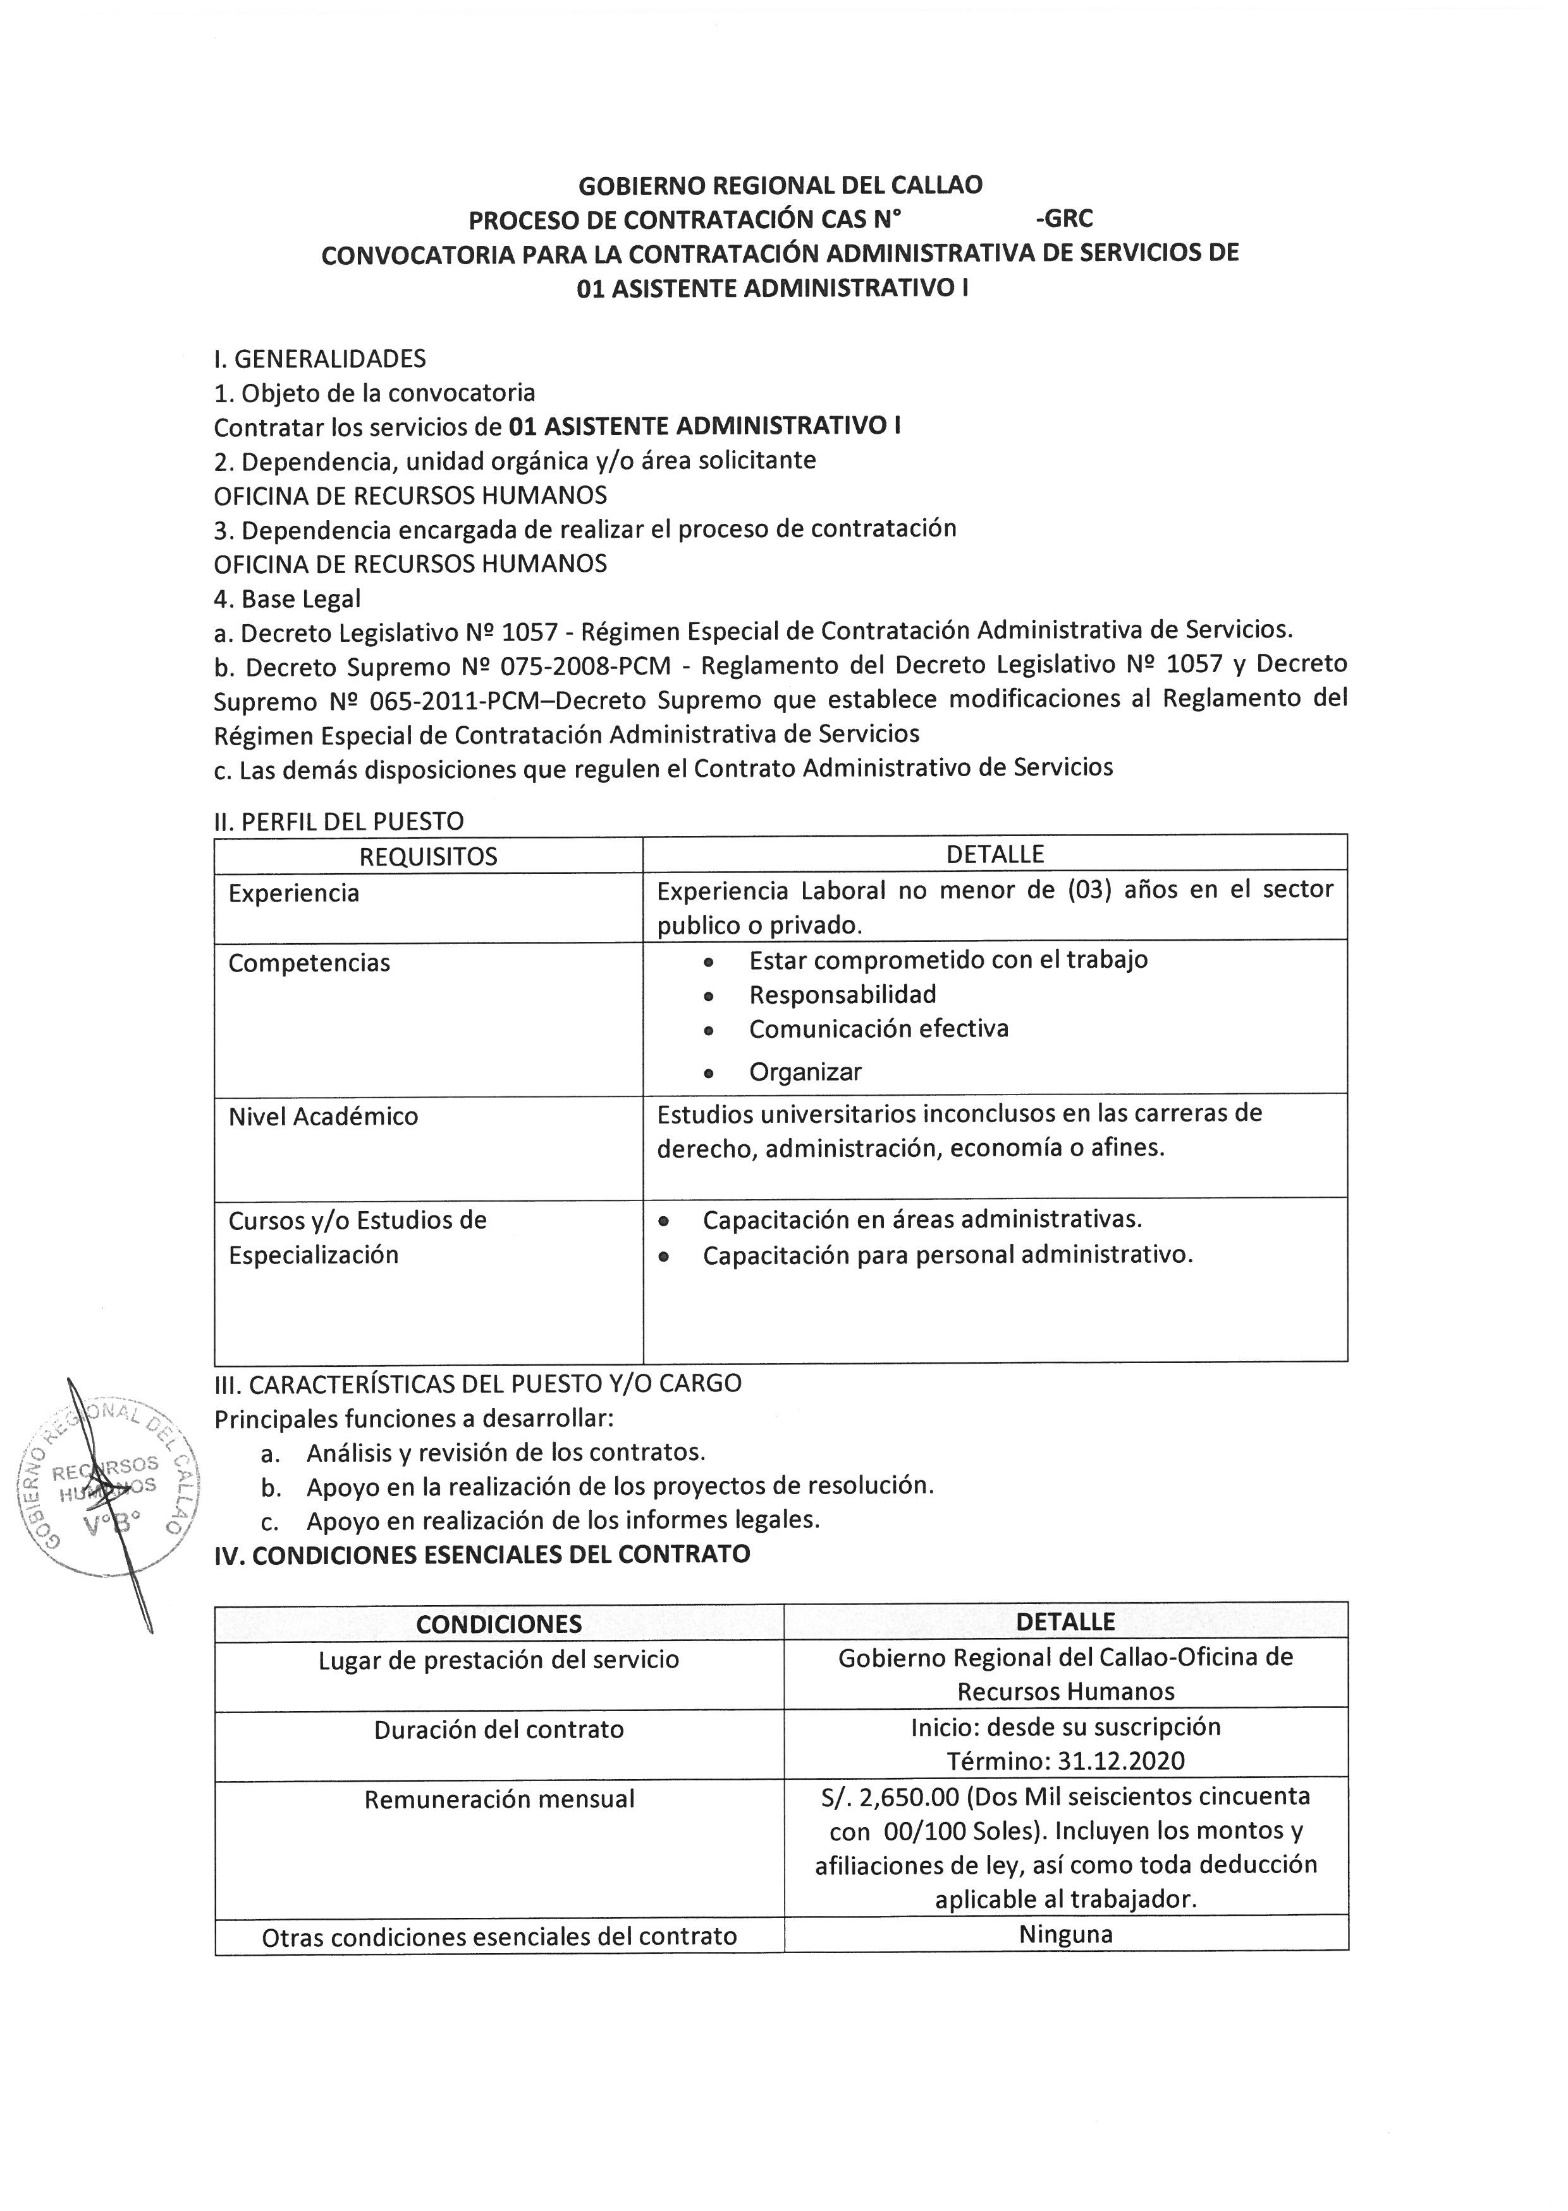 GOBIERNO REGIONAL DEL CALLAO
PROCESO DE CONTRATACIÓN CAS N° -GRC
CONVOCATORIA PARA LA CONTRATACIÓN ADMINISTRATIVA DE SERVICIOS DE
01 ASISTENTE ADMINISTRATIVO I
I. GENERALIDADES
1. Objeto de la convocatoria
Contratar los servicios de 01 ASISTENTE ADMINISTRATIVO I
2. Dependencia, unidad orgánica y/o área solicitante
OFICINA DE RECURSOS HUMANOS
3. Dependencia encargada de realizar el proceso de contratación
OFICINA DE RECURSOS HUMANOS
4. Base Legal
a. Decreto Legislativo Nº 1057 - Régimen Especial de Contratación Administrativa de Servicios.
b. Decreto Supremo Nº 075-2008-PCM - Reglamento del Decreto Legislativo Nº 1057 y Decreto
Supremo Nº 065-2011-PCM–Decreto Supremo que establece modificaciones al Reglamento del
Régimen Especial de Contratación Administrativa de Servicios
c. Las demás disposiciones que regulen el Contrato Administrativo de Servicios
II. PERFIL DEL PUESTO
REQUISITOS DETALLE
Experiencia Experiencia Laboral no menor de (03) años en el sector
publico o privado.
Competencias • Estar comprometido con el trabajo
• Responsabilidad
• Comunicación efectiva
• Organizar
Nivel Académico Estudios universitarios inconclusos en las carreras de
derecho, administración, economía o afines.
Cursos y/o Estudios de • Capacitación en áreas administrativas.
Especialización • Capacitación para personal administrativo.
III. CARACTERÍSTICAS DEL PUESTO Y/O CARGO
Principales funciones a desarrollar:
a. Análisis y revisión de los contratos.
b. Apoyo en la realización de los proyectos de resolución.
c. Apoyo en realización de los informes legales.
GOBIERNO REGIONAL DEL CALLAO
RECURSOS
HUMANOS
V°B°
IV. CONDICIONES ESENCIALES DEL CONTRATO
CONDICIONES DETALLE
Lugar de prestación del servicio Gobierno Regional del Callao-Oficina de
Recursos Humanos
Duración del contrato Inicio: desde su suscripción
Término: 31.12.2020
Remuneración mensual S/. 2,650.00 (Dos Mil seiscientos cincuenta
con 00/100 Soles). Incluyen los montos y
afiliaciones de ley, así como toda deducción
aplicable al trabajador.
Otras condiciones esenciales del contrato Ninguna